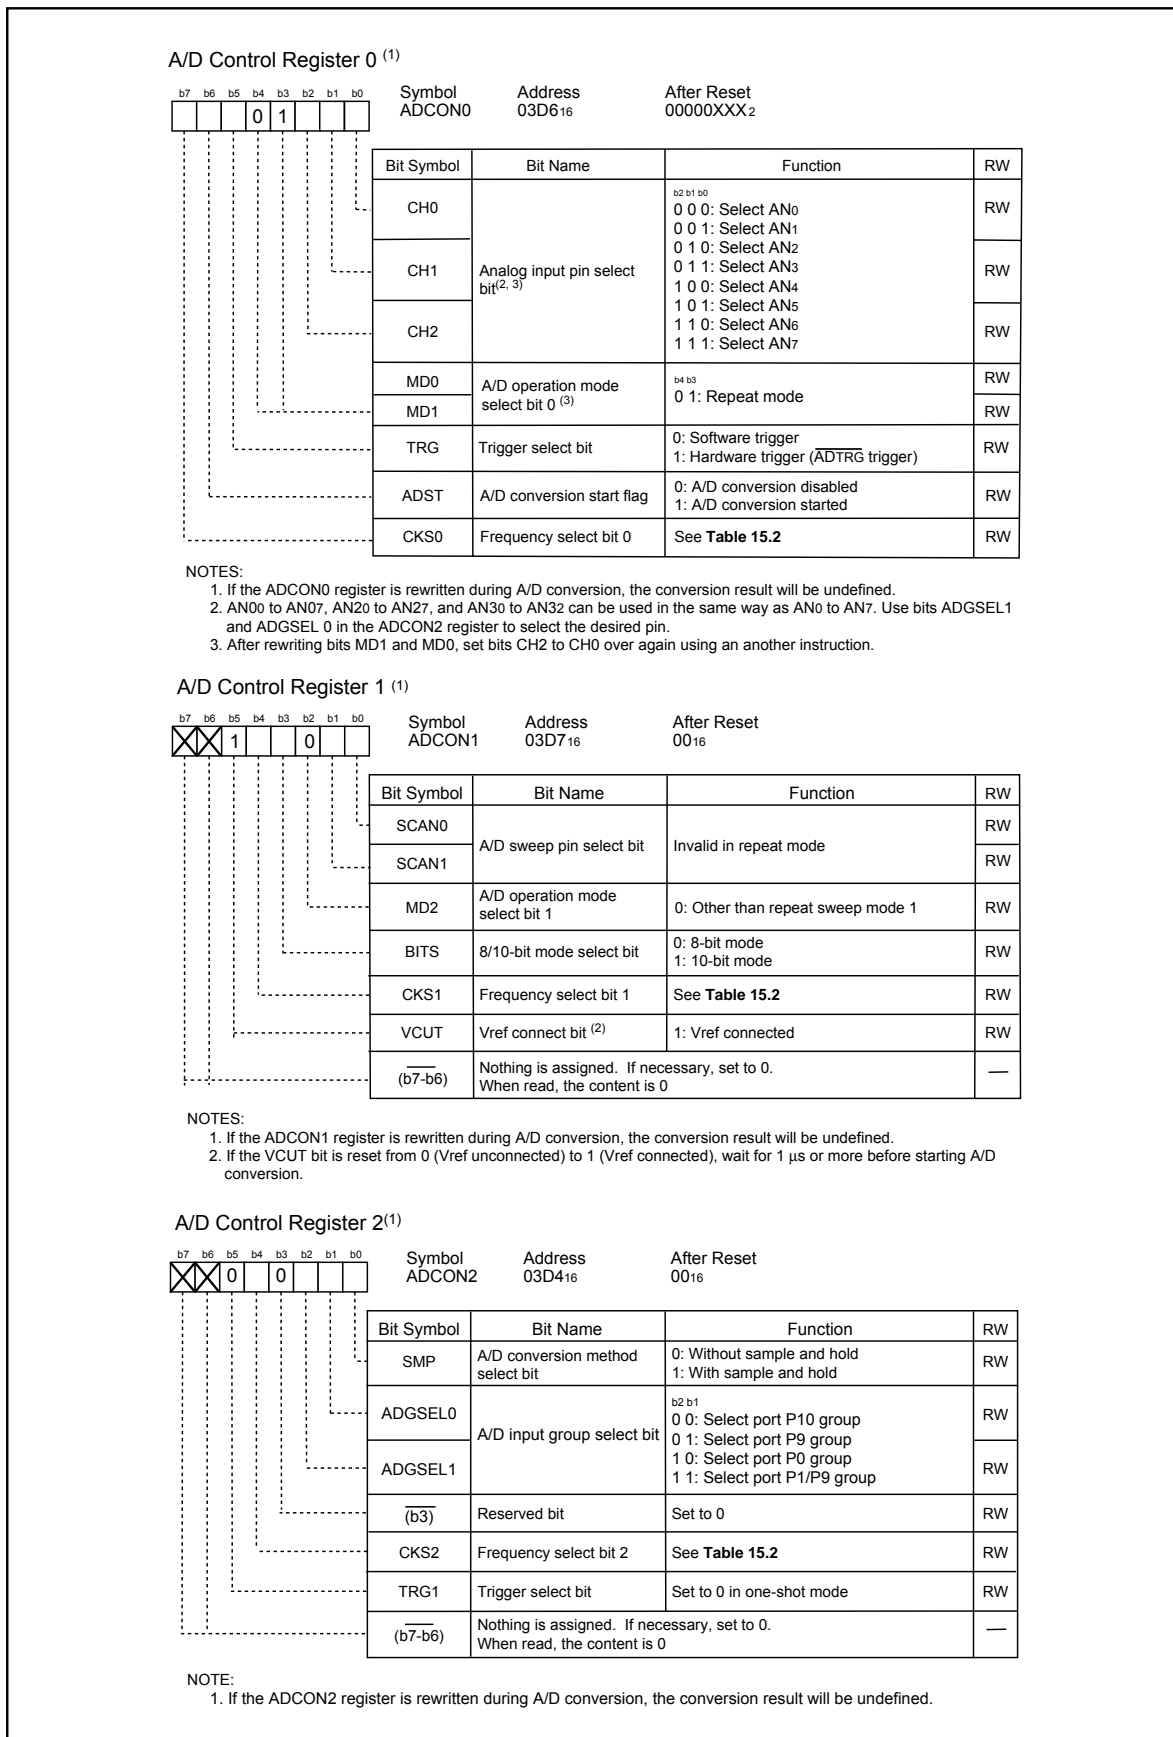 A/D Control Register 0 (1)
b7 b6 b5 b4 b3 b2 b1 b0
0 1
Symbol Address After Reset
ADCON0 03D616 00000XXX2
Bit Symbol Bit Name Function RW
CH0 RW
CH1 RW
CH2 RW
Analog input pin select
bit(2, 3)
b2 b1 b0
0 0 0: Select AN0
0 0 1: Select AN1
0 1 0: Select AN2
0 1 1: Select AN3
1 0 0: Select AN4
1 0 1: Select AN5
1 1 0: Select AN6
1 1 1: Select AN7
MD0 RW
MD1 RW
A/D operation mode
select bit 0 (3)
b4 b3
0 1: Repeat mode
TRG Trigger select bit RW
0: Software trigger
1: Hardware trigger (ADTRG trigger)
ADST A/D conversion start flag RW
0: A/D conversion disabled
1: A/D conversion started
CKS0 Frequency select bit 0 See Table 15.2 RW
NOTES:
1. If the ADCON0 register is rewritten during A/D conversion, the conversion result will be undefined.
2. AN00 to AN07, AN20 to AN27, and AN30 to AN32 can be used in the same way as AN0 to AN7. Use bits ADGSEL1
and ADGSEL 0 in the ADCON2 register to select the desired pin.
3. After rewriting bits MD1 and MD0, set bits CH2 to CH0 over again using an another instruction.
A/D Control Register 1 (1)
b7 b6 b5 b4 b3 b2 b1 b0
1 0
Symbol Address After Reset
ADCON1 03D716 0016
Bit Symbol Bit Name Function RW
SCAN0 RW
A/D sweep pin select bit Invalid in repeat mode
SCAN1 RW
MD2 RW
A/D operation mode
select bit 1
0: Other than repeat sweep mode 1
BITS 8/10-bit mode select bit RW
0: 8-bit mode
1: 10-bit mode
CKS1 Frequency select bit 1 See Table 15.2 RW
VCUT Vref connect bit (2) 1: Vref connected RW
(b7-b6) —
Nothing is assigned. If necessary, set to 0.
When read, the content is 0
NOTES:
1. If the ADCON1 register is rewritten during A/D conversion, the conversion result will be undefined.
2. If the VCUT bit is reset from 0 (Vref unconnected) to 1 (Vref connected), wait for 1 μs or more before starting A/D
conversion.
A/D Control Register 2(1)
b7 b6 b5 b4 b3 b2 b1 b0
0 0
Symbol Address After Reset
ADCON2 03D416 0016
Bit Symbol Bit Name Function RW
SMP RW
A/D conversion method
select bit
0: Without sample and hold
1: With sample and hold
ADGSEL0 RW
ADGSEL1 RW
A/D input group select bit
b2 b1
0 0: Select port P10 group
0 1: Select port P9 group
1 0: Select port P0 group
1 1: Select port P1/P9 group
(b3) Reserved bit Set to 0 RW
CKS2 Frequency select bit 2 See Table 15.2 RW
TRG1 Trigger select bit Set to 0 in one-shot mode RW
(b7-b6) —
Nothing is assigned. If necessary, set to 0.
When read, the content is 0
NOTE:
1. If the ADCON2 register is rewritten during A/D conversion, the conversion result will be undefined.